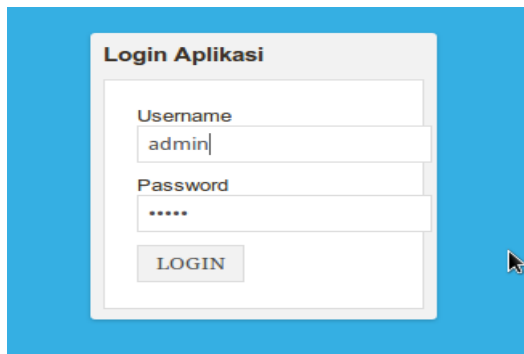 Login Aplikasi
Username
admin
Password
•••••
LOGIN